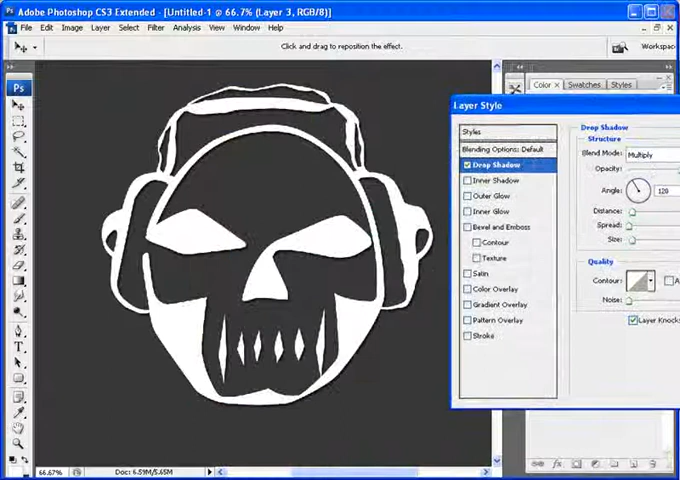 Adobe Photoshop CS3 Extended - [Untitled-1 @ 66.7% (Layer 3, RGB/8)]
File Edit Image Layer Select Filter Analysis View Window Help
Click and drag to reposition the effect.
Workspa
Ps
Color × Swatches Styles
Layer Style
Styles
Blending Options: Default
Drop Shadow
Inner Shadow
Outer Glow
Inner Glow
Bevel and Emboss
Contour
Texture
Satin
Color Overlay
Gradient Overlay
Pattern Overlay
Stroke
Drop Shadow
Structure
Blend Mode: Multiply
Opacity:
Angle: 120
Distance:
Spread:
Size:
Quality
Contour: A
Noise:
Layer Knocks
66.67% Doc: 6.59M/5.65M